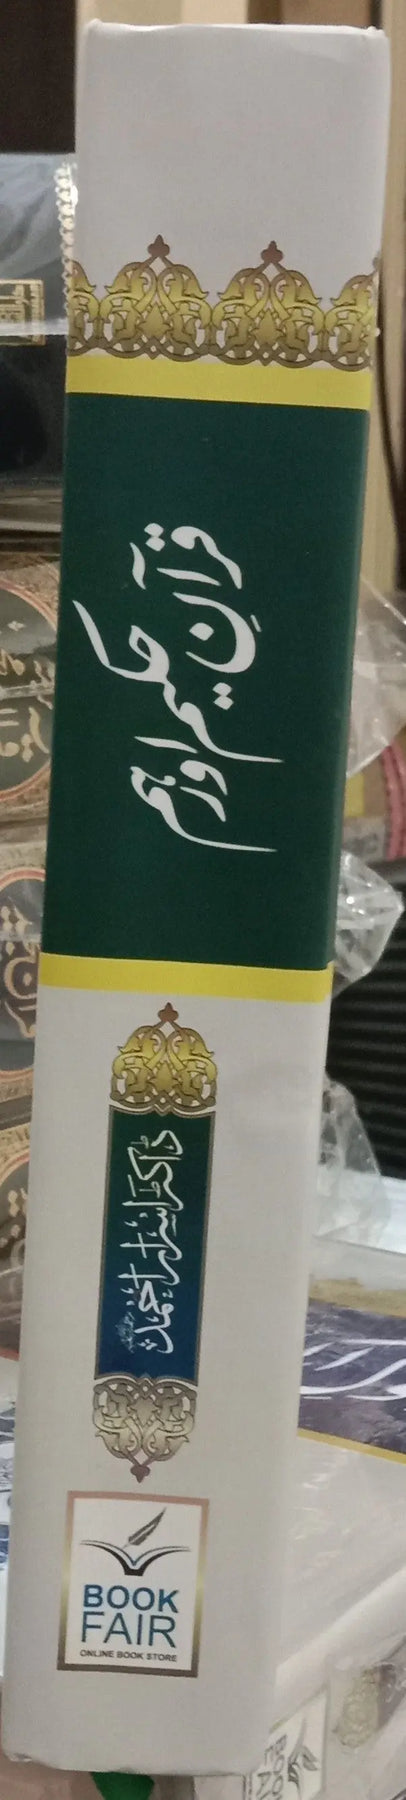 قرآنِ حکیم اور ہم
ڈاکٹر اسرار احمدؒ
BOOK
FAIR
ONLINE BOOK STORE